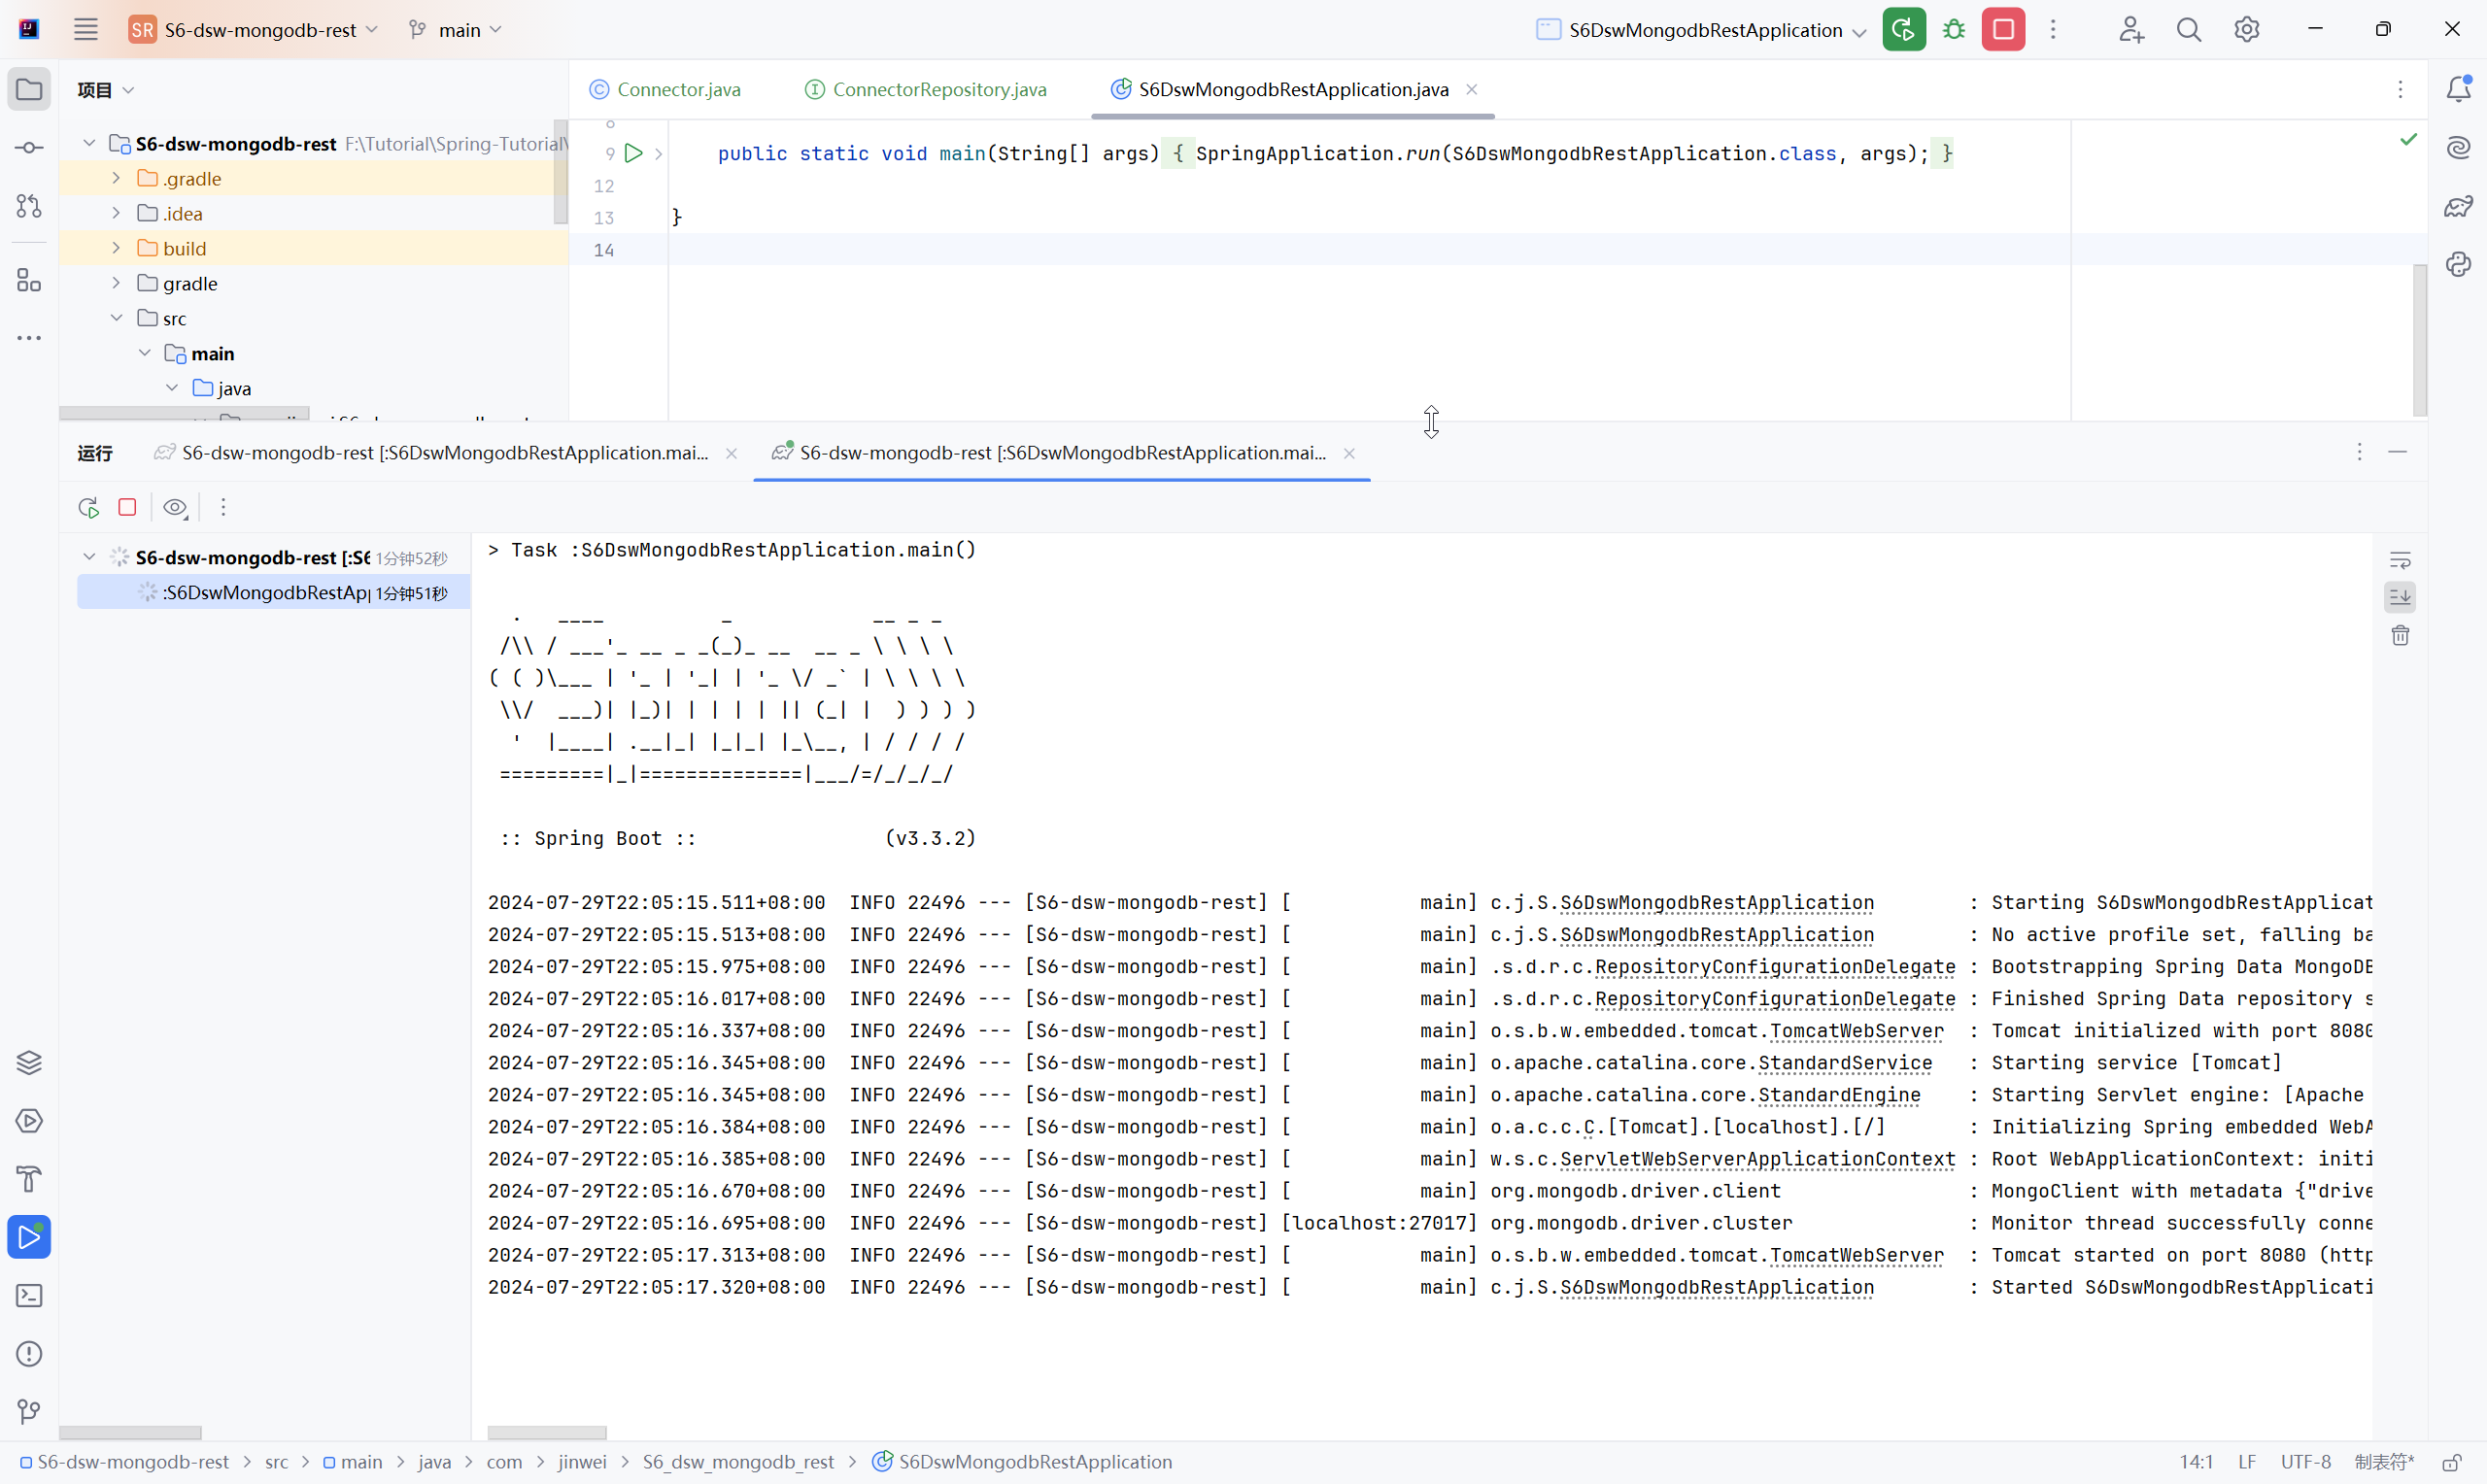 SR S6-dsw-mongodb-rest main S6DswMongodbRestApplication
项目
Connector.java ConnectorRepository.java S6DswMongodbRestApplication.java
S6-dsw-mongodb-rest F:\Tutorial\Spring-Tutorial\
.gradle
.idea
build
gradle
src
main
java
9 public static void main(String[] args) { SpringApplication.run(S6DswMongodbRestApplication.class, args); }
12
13 }
14
运行 S6-dsw-mongodb-rest [:S6DswMongodbRestApplication.mai... S6-dsw-mongodb-rest [:S6DswMongodbRestApplication.mai...
S6-dsw-mongodb-rest [:S6 1分钟52秒
:S6DswMongodbRestAp 1分钟51秒
> Task :S6DswMongodbRestApplication.main()
  .   ____          _            __ _ _
 /\\ / ___'_ __ _ _(_)_ __  __ _ \ \ \ \
( ( )\___ | '_ | '_| | '_ \/ _` | \ \ \ \
 \\/  ___)| |_)| | | | | || (_| |  ) ) ) )
  '  |____| .__|_| |_|_| |_\__, | / / / /
 =========|_|==============|___/=/_/_/_/
 :: Spring Boot ::                (v3.3.2)
2024-07-29T22:05:15.511+08:00  INFO 22496 --- [S6-dsw-mongodb-rest] [           main] c.j.S.S6DswMongodbRestApplication        : Starting S6DswMongodbRestApplicat
2024-07-29T22:05:15.513+08:00  INFO 22496 --- [S6-dsw-mongodb-rest] [           main] c.j.S.S6DswMongodbRestApplication        : No active profile set, falling ba
2024-07-29T22:05:15.975+08:00  INFO 22496 --- [S6-dsw-mongodb-rest] [           main] .s.d.r.c.RepositoryConfigurationDelegate : Bootstrapping Spring Data MongoDB
2024-07-29T22:05:16.017+08:00  INFO 22496 --- [S6-dsw-mongodb-rest] [           main] .s.d.r.c.RepositoryConfigurationDelegate : Finished Spring Data repository s
2024-07-29T22:05:16.337+08:00  INFO 22496 --- [S6-dsw-mongodb-rest] [           main] o.s.b.w.embedded.tomcat.TomcatWebServer  : Tomcat initialized with port 8080
2024-07-29T22:05:16.345+08:00  INFO 22496 --- [S6-dsw-mongodb-rest] [           main] o.apache.catalina.core.StandardService   : Starting service [Tomcat]
2024-07-29T22:05:16.345+08:00  INFO 22496 --- [S6-dsw-mongodb-rest] [           main] o.apache.catalina.core.StandardEngine    : Starting Servlet engine: [Apache
2024-07-29T22:05:16.384+08:00  INFO 22496 --- [S6-dsw-mongodb-rest] [           main] o.a.c.c.C.[Tomcat].[localhost].[/]       : Initializing Spring embedded WebA
2024-07-29T22:05:16.385+08:00  INFO 22496 --- [S6-dsw-mongodb-rest] [           main] w.s.c.ServletWebServerApplicationContext : Root WebApplicationContext: initi
2024-07-29T22:05:16.670+08:00  INFO 22496 --- [S6-dsw-mongodb-rest] [           main] org.mongodb.driver.client                : MongoClient with metadata {"drive
2024-07-29T22:05:16.695+08:00  INFO 22496 --- [S6-dsw-mongodb-rest] [localhost:27017] org.mongodb.driver.cluster               : Monitor thread successfully conne
2024-07-29T22:05:17.313+08:00  INFO 22496 --- [S6-dsw-mongodb-rest] [           main] o.s.b.w.embedded.tomcat.TomcatWebServer  : Tomcat started on port 8080 (http
2024-07-29T22:05:17.320+08:00  INFO 22496 --- [S6-dsw-mongodb-rest] [           main] c.j.S.S6DswMongodbRestApplication        : Started S6DswMongodbRestApplicati
S6-dsw-mongodb-rest > src > main > java > com > jinwei > S6_dsw_mongodb_rest > S6DswMongodbRestApplication 14:1 LF UTF-8 制表符*